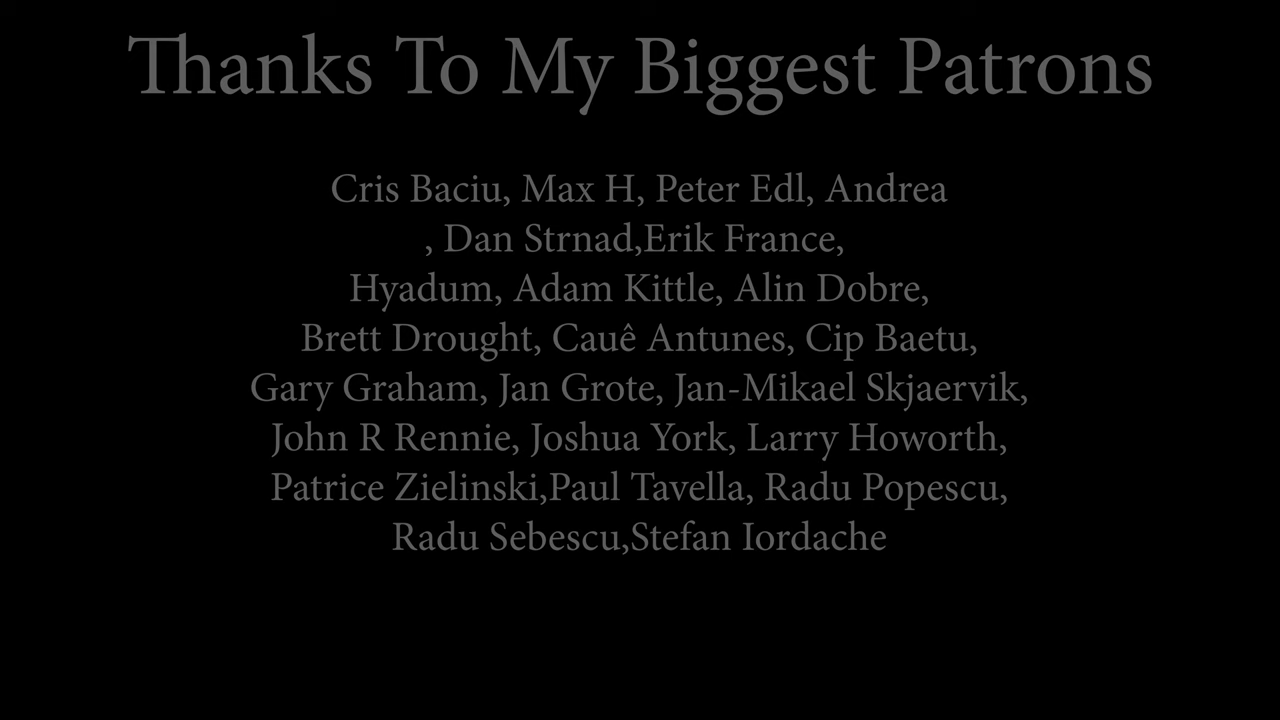 Thanks To My Biggest Patrons
Cris Baciu, Max H, Peter Edl, Andrea
, Dan Strnad,Erik France,
Hyadum, Adam Kittle, Alin Dobre,
Brett Drought, Cauê Antunes, Cip Baetu,
Gary Graham, Jan Grote, Jan-Mikael Skjaervik,
John R Rennie, Joshua York, Larry Howorth,
Patrice Zielinski,Paul Tavella, Radu Popescu,
Radu Sebescu,Stefan Iordache